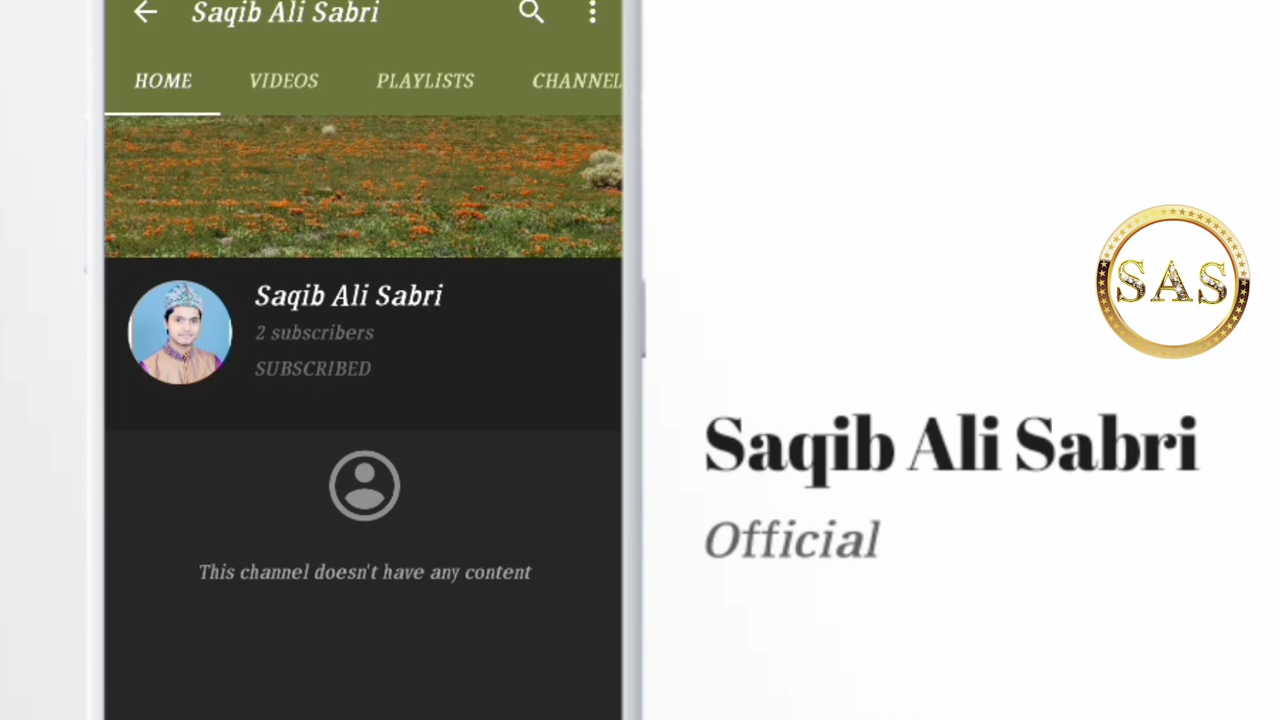 Saqib Ali Sabri
HOME VIDEOS PLAYLISTS CHANNEL
Saqib Ali Sabri
2 subscribers
SUBSCRIBED
This channel doesn't have any content
SAS
Saqib Ali Sabri
Official